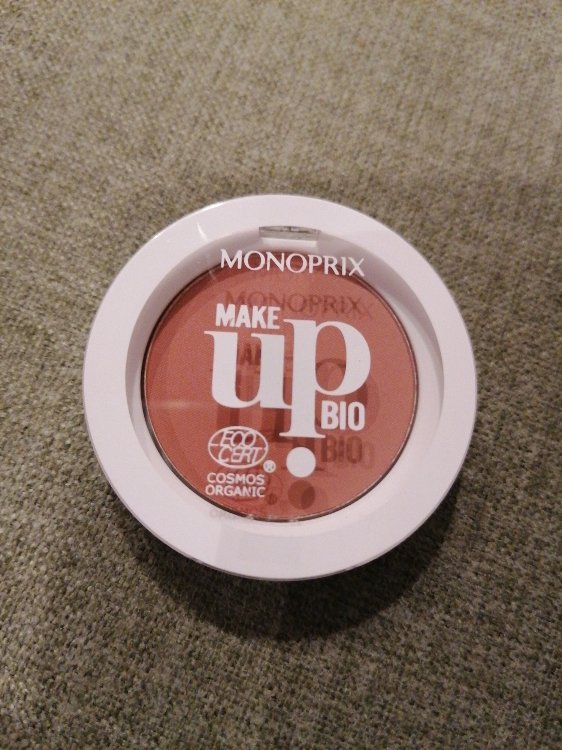 MONOPRIX
MAKE
up
BIO
ECO
CERT
®
COSMOS
ORGANIC